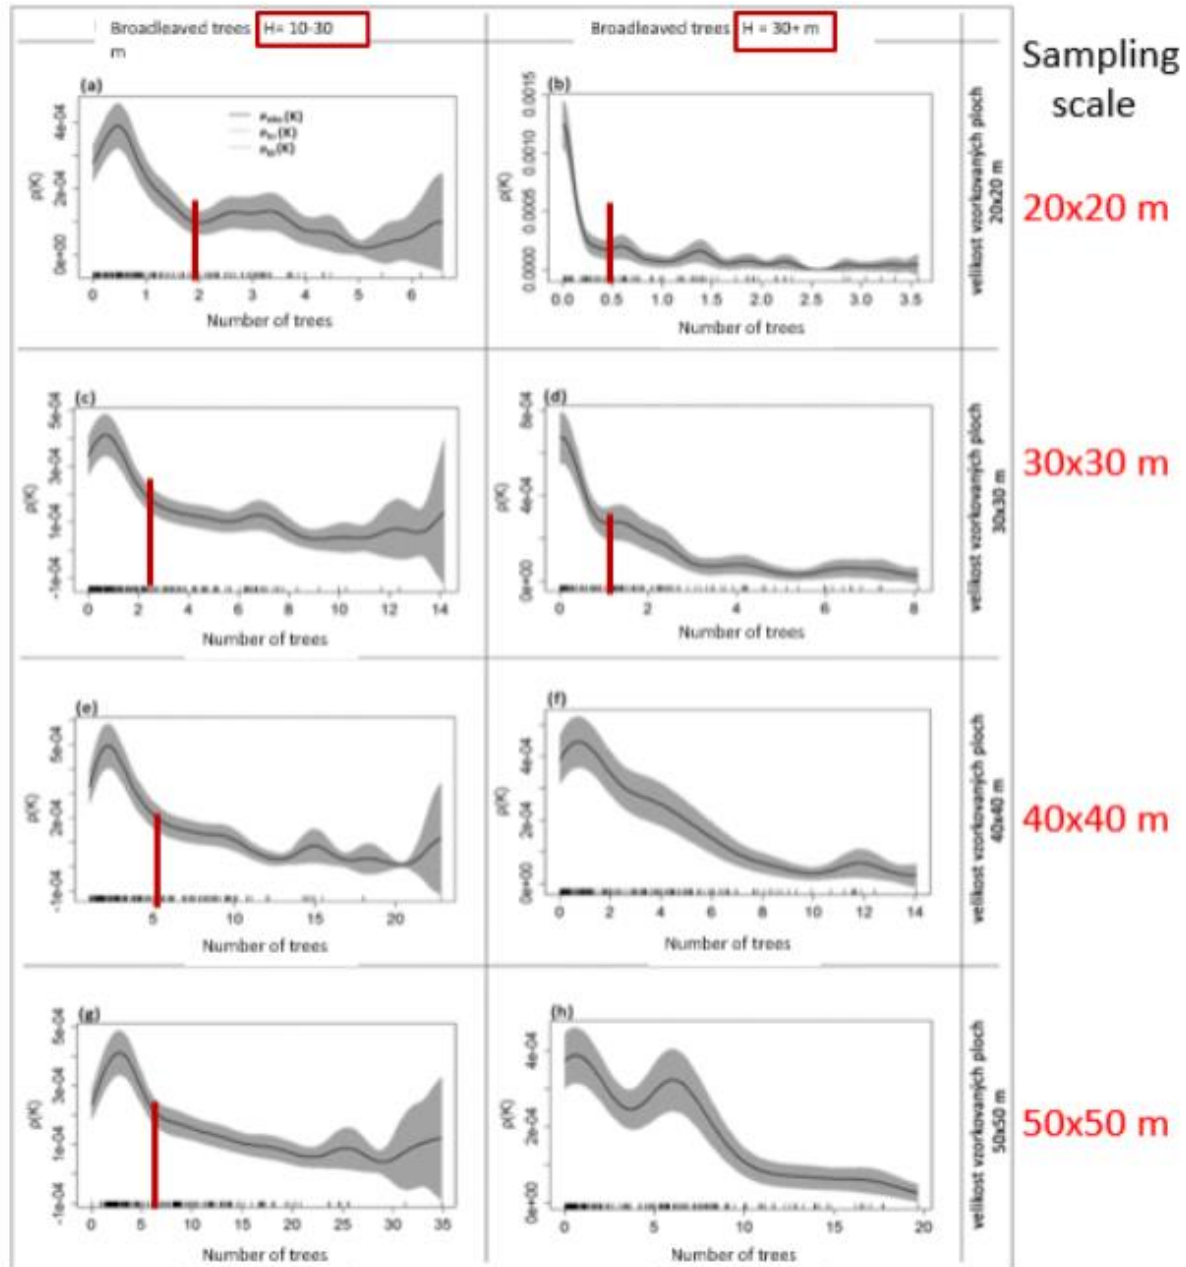 Broadleaved trees H= 10-30
m
Broadleaved trees H = 30+ m
Sampling
scale
(a)
ρ(K)
0e+00 2e-04 4e-04
0 1 2 3 4 5 6
Number of trees
(b)
ρ(K)
0.0000 0.0005 0.0010 0.0015
0.0 0.5 1.0 1.5 2.0 2.5 3.0 3.5
Number of trees
velikost vzorkovaných ploch
20x20 m
20x20 m
(c)
ρ(K)
-1e-04 1e-04 3e-04 5e-04
0 2 4 6 8 10 12 14
Number of trees
(d)
ρ(K)
0e+00 4e-04 8e-04
0 2 4 6 8
Number of trees
velikost vzorkovaných ploch
30x30 m
30x30 m
(e)
ρ(K)
-1e-04 2e-04 5e-04
5 10 15 20
Number of trees
(f)
ρ(K)
0e+00 2e-04 4e-04
0 2 4 6 8 10 12 14
Number of trees
velikost vzorkovaných ploch
40x40 m
40x40 m
(g)
ρ(K)
-1e-04 1e-04 3e-04 5e-04
0 5 10 15 20 25 30 35
Number of trees
(h)
ρ(K)
0e+00 2e-04 4e-04
0 5 10 15 20
Number of trees
velikost vzorkovaných ploch
50x50 m
50x50 m